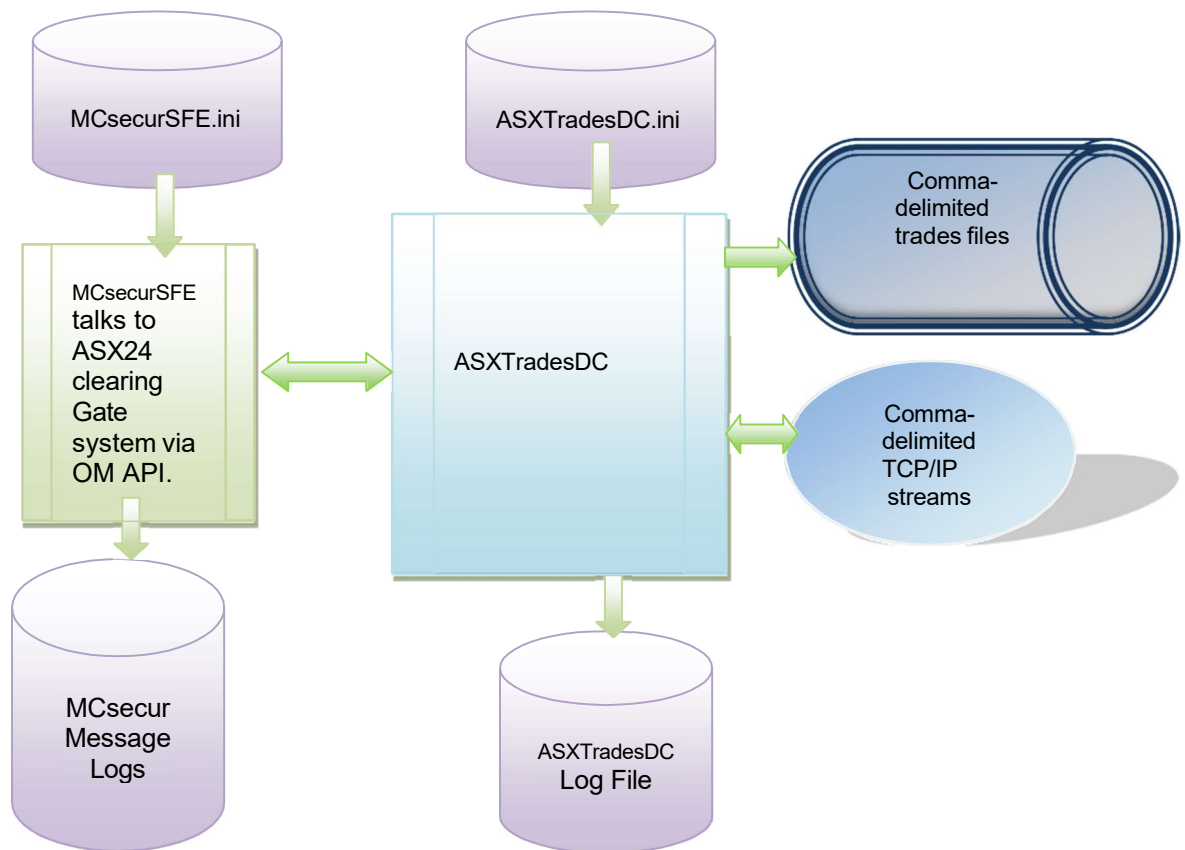 MCsecurSFE.ini
ASXTradesDC.ini
Comma-
delimited
trades files
MCsecurSFE
talks to
ASX24
clearing
Gate
system via
OM API.
ASXTradesDC
Comma-
delimited
TCP/IP
streams
MCsecur
Message
Logs
ASXTradesDC
Log File